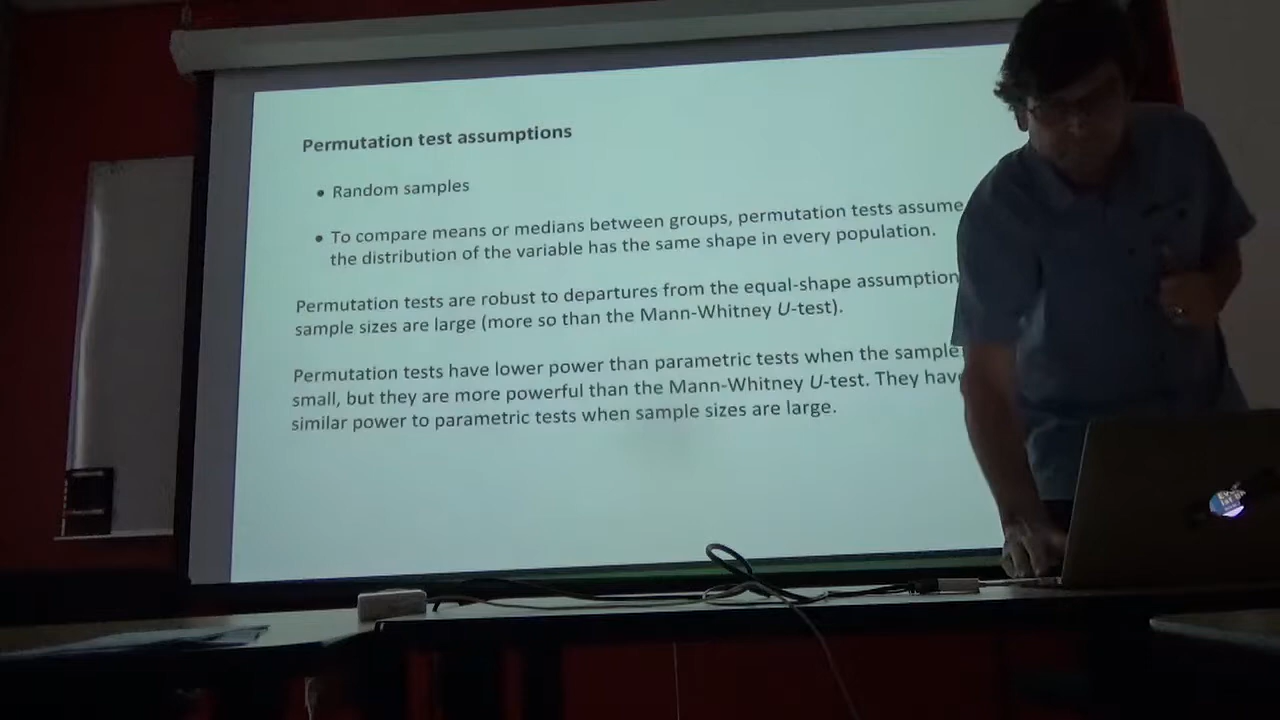 Permutation test assumptions
• Random samples
• To compare means or medians between groups, permutation tests assume
the distribution of the variable has the same shape in every population.
Permutation tests are robust to departures from the equal-shape assumption
sample sizes are large (more so than the Mann-Whitney U-test).
Permutation tests have lower power than parametric tests when the sample
small, but they are more powerful than the Mann-Whitney U-test. They have
similar power to parametric tests when sample sizes are large.